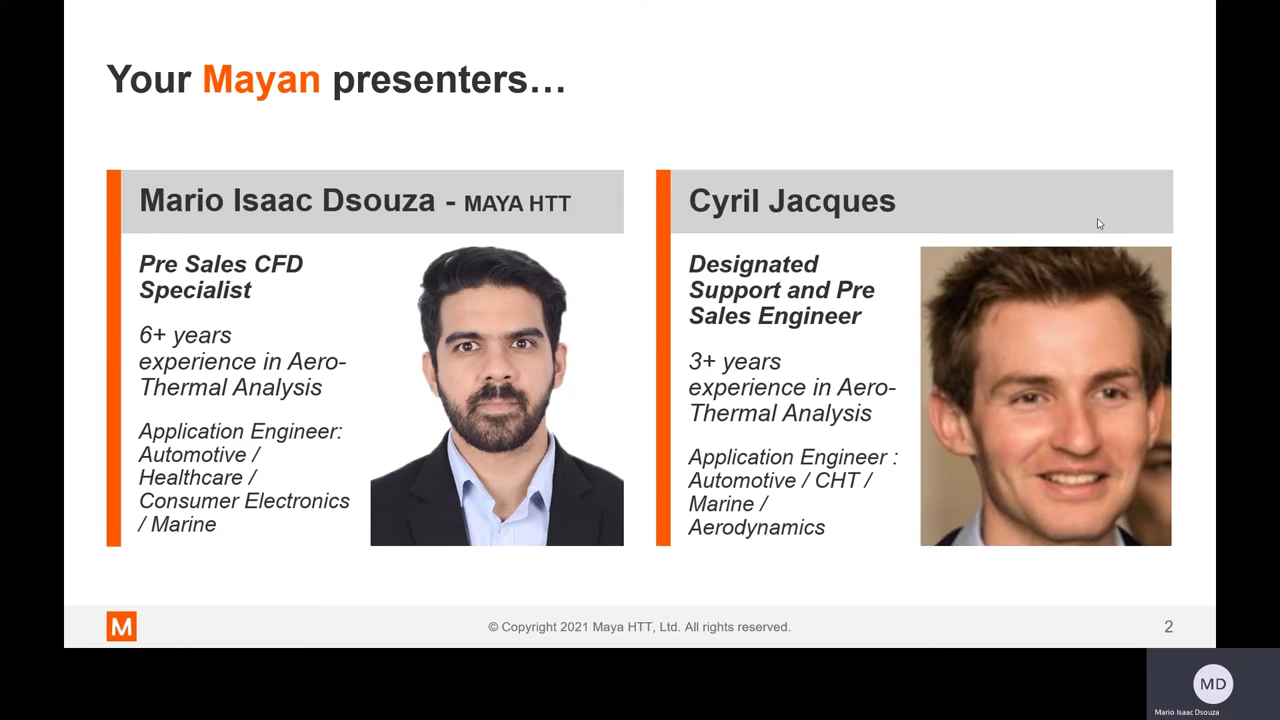 Your Mayan presenters…
Mario Isaac Dsouza - MAYA HTT
Pre Sales CFD
Specialist
6+ years
experience in Aero-
Thermal Analysis
Application Engineer:
Automotive /
Healthcare /
Consumer Electronics
/ Marine
Cyril Jacques
Designated
Support and Pre
Sales Engineer
3+ years
experience in Aero-
Thermal Analysis
Application Engineer :
Automotive / CHT /
Marine /
Aerodynamics
M
© Copyright 2021 Maya HTT, Ltd. All rights reserved.
2
MD
Mario Isaac Dsouza